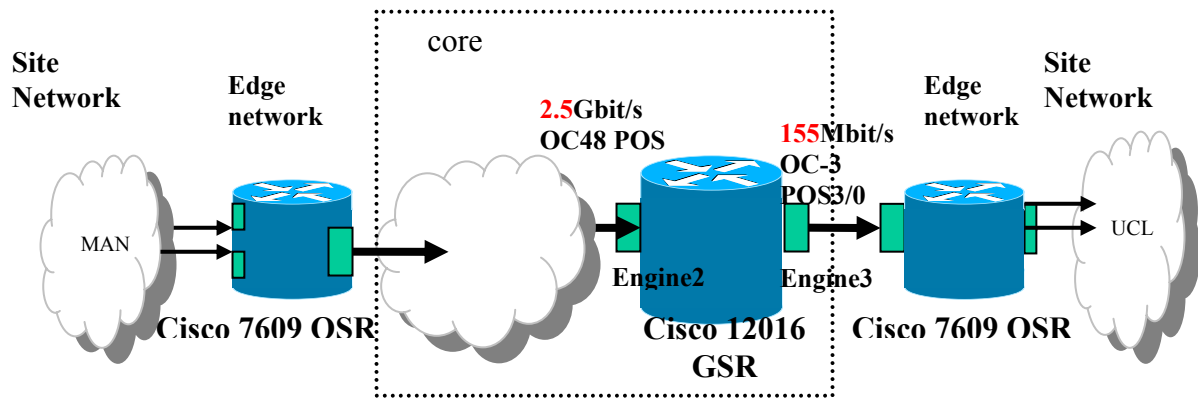 core
Site
Network
Edge
network
2.5Gbit/s
OC48 POS
155Mbit/s
OC-3
POS3/0
Edge
network
Site
Network
MAN
UCL
Engine2
Engine3
Cisco 7609 OSR
Cisco 12016
GSR
Cisco 7609 OSR